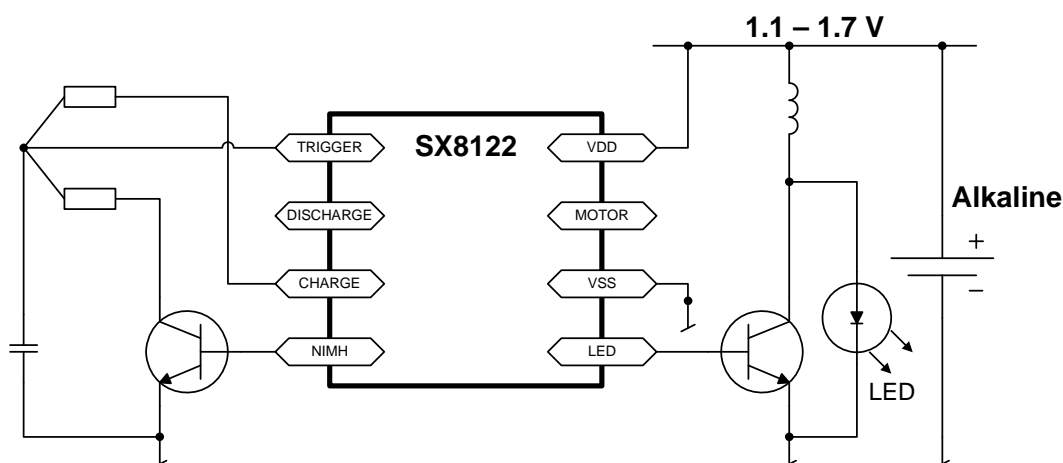 1.1 – 1.7 V
SX8122
TRIGGER
VDD
DISCHARGE
MOTOR
Alkaline
+
CHARGE
VSS
–
NIMH
LED
LED